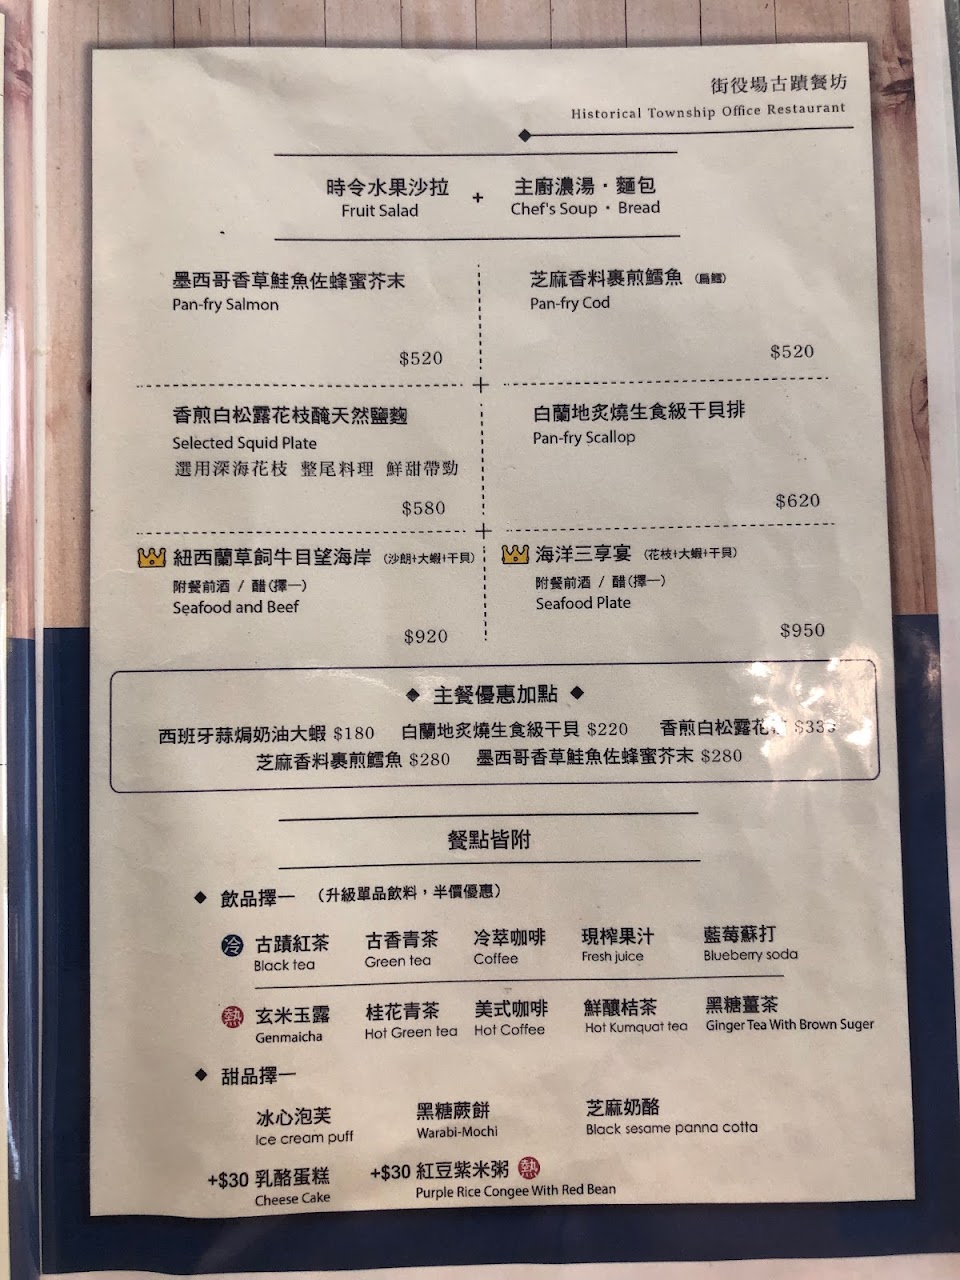 街役場古蹟餐坊
Historical Township Office Restaurant
時令水果沙拉 + 主廚濃湯・麵包
Fruit Salad Chef's Soup・Bread
墨西哥香草鮭魚佐蜂蜜芥末
Pan-fry Salmon
$520
芝麻香料裹煎鱈魚 (扁鱈)
Pan-fry Cod
$520
香煎白松露花枝醃天然鹽麴
Selected Squid Plate
選用深海花枝 整尾料理 鮮甜帶勁
$580
白蘭地炙燒生食級干貝排
Pan-fry Scallop
$620
紐西蘭草飼牛目望海岸 (沙朗+大蝦+干貝)
附餐前酒 / 醋(擇一)
Seafood and Beef
$920
海洋三享宴 (花枝+大蝦+干貝)
附餐前酒 / 醋(擇一)
Seafood Plate
$950
◆ 主餐優惠加點 ◆
西班牙蒜焗奶油大蝦 $180 白蘭地炙燒生食級干貝 $220 香煎白松露花
芝麻香料裹煎鱈魚 $280 墨西哥香草鮭魚佐蜂蜜芥末 $280
餐點皆附
◆ 飲品擇一 (升級單品飲料，半價優惠)
冷 古蹟紅茶 古香青茶 冷萃咖啡 現榨果汁 藍莓蘇打
Black tea Green tea Coffee Fresh juice Blueberry soda
熱 玄米玉露 桂花青茶 美式咖啡 鮮釀桔茶 黑糖薑茶
Genmaicha Hot Green tea Hot Coffee Hot Kumquat tea Ginger Tea With Brown Suger
◆ 甜品擇一
冰心泡芙 黑糖蕨餅 芝麻奶酪
Ice cream puff Warabi-Mochi Black sesame panna cotta
+$30 乳酪蛋糕 +$30 紅豆紫米粥 熱
Cheese Cake Purple Rice Congee With Red Bean